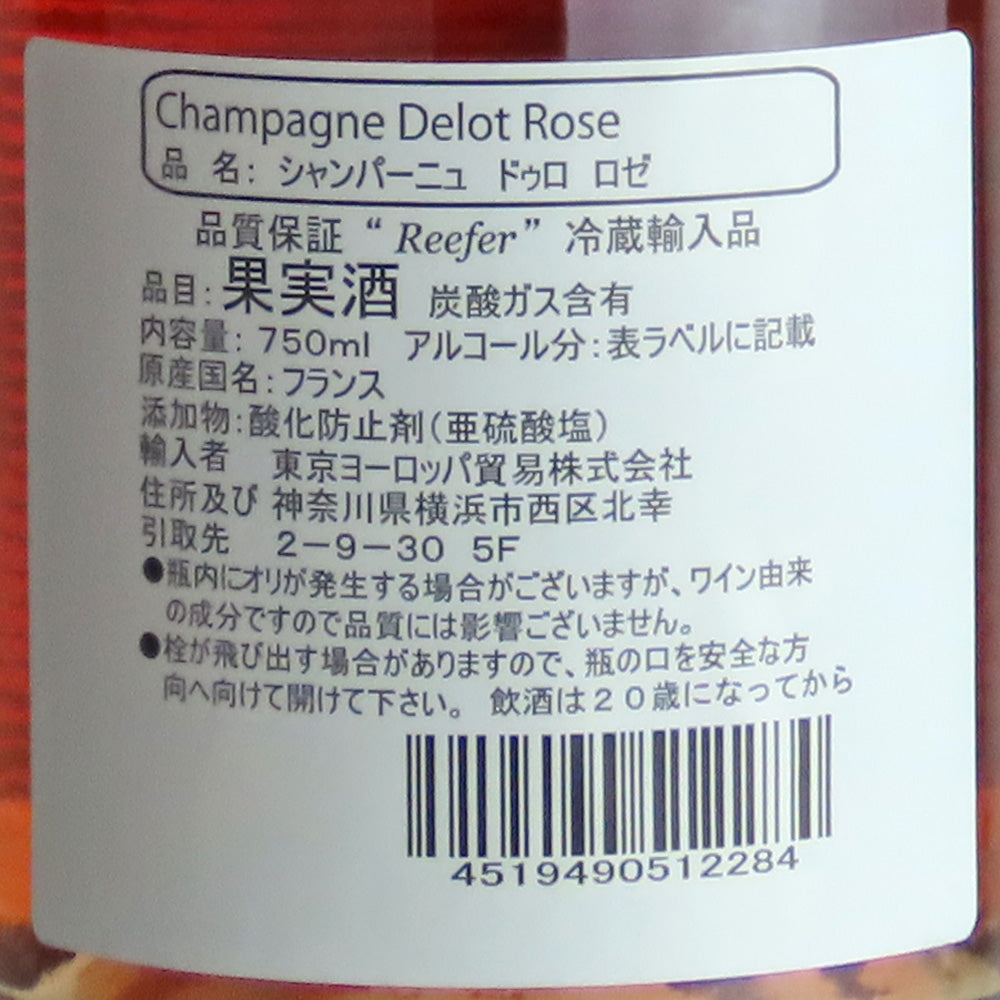 Champagne Delot Rose
品 名: シャンパーニュ ドゥロ ロゼ
品質保証 “Reefer” 冷蔵輸入品
品目:果実酒 炭酸ガス含有
内容量: 750ml アルコール分:表ラベルに記載
原産国名:フランス
添加物:酸化防止剤(亜硫酸塩)
輸入者 東京ヨーロッパ貿易株式会社
住所及び 神奈川県横浜市西区北幸
引取先 2−9−30 5F
●瓶内にオリが発生する場合がございますが、ワイン由来
の成分ですので品質には影響ございません。
●栓が飛び出す場合がありますので、瓶の口を安全な方
向へ向けて開けて下さい。 飲酒は20歳になってから
4519490512284